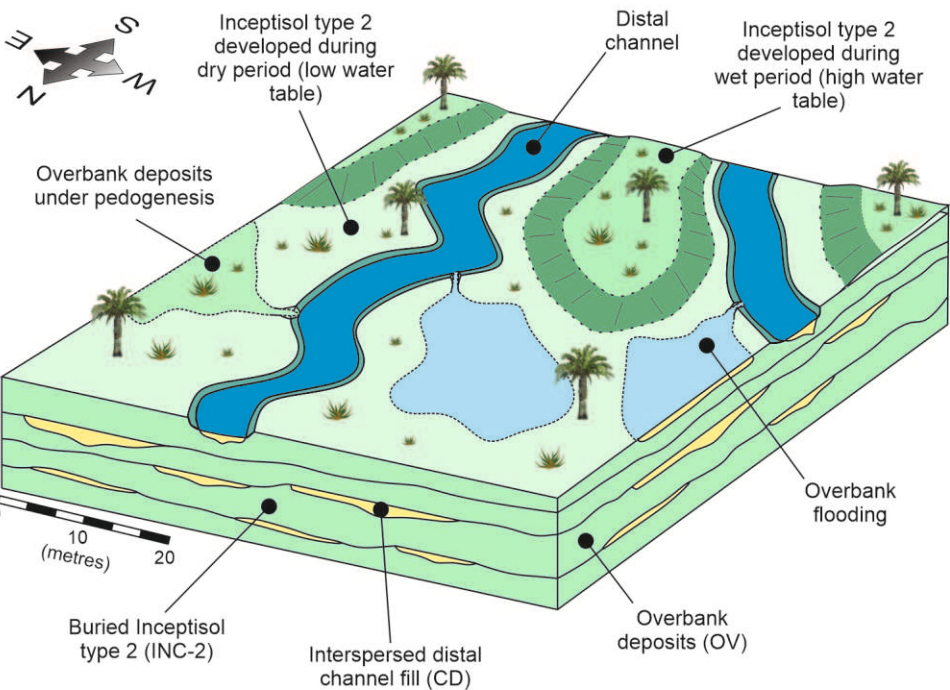 S
E
W
N
Inceptisol type 2
developed during
dry period (low water
table)
Distal
channel
Inceptisol type 2
developed during
wet period (high water
table)
Overbank deposits
under pedogenesis
Overbank
flooding
10
20
(metres)
Buried Inceptisol
type 2 (INC-2)
Interspersed distal
channel fill (CD)
Overbank
deposits (OV)